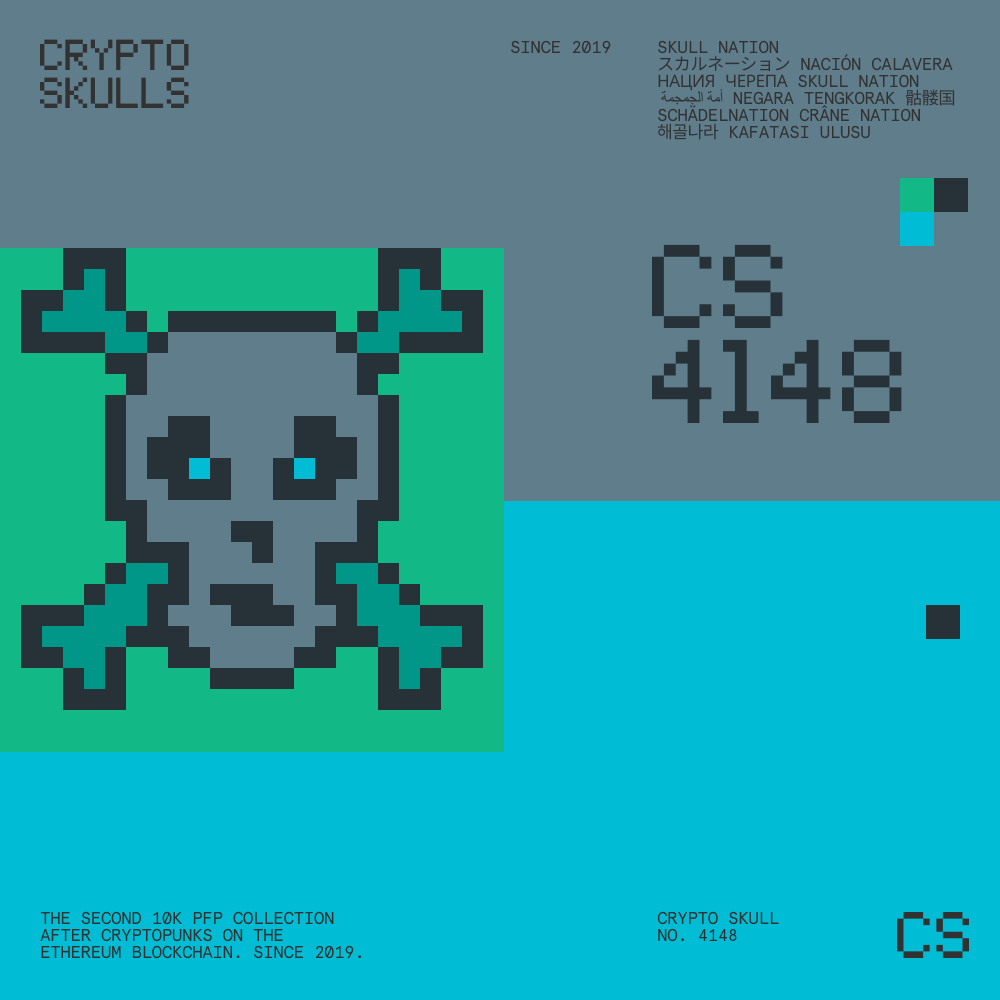 CRYPTO
SKULLS
SINCE 2019
SKULL NATION
スカルネーション NACIÓN CALAVERA
НАЦИЯ ЧЕРЕПА SKULL NATION
أمة الجمجمة NEGARA TENGKORAK 骷髅国
SCHÄDELNATION CRÂNE NATION
해골나라 KAFATASI ULUSU
CS
4148
THE SECOND 10K PFP COLLECTION
AFTER CRYPTOPUNKS ON THE
ETHEREUM BLOCKCHAIN. SINCE 2019.
CRYPTO SKULL
NO. 4148
CS